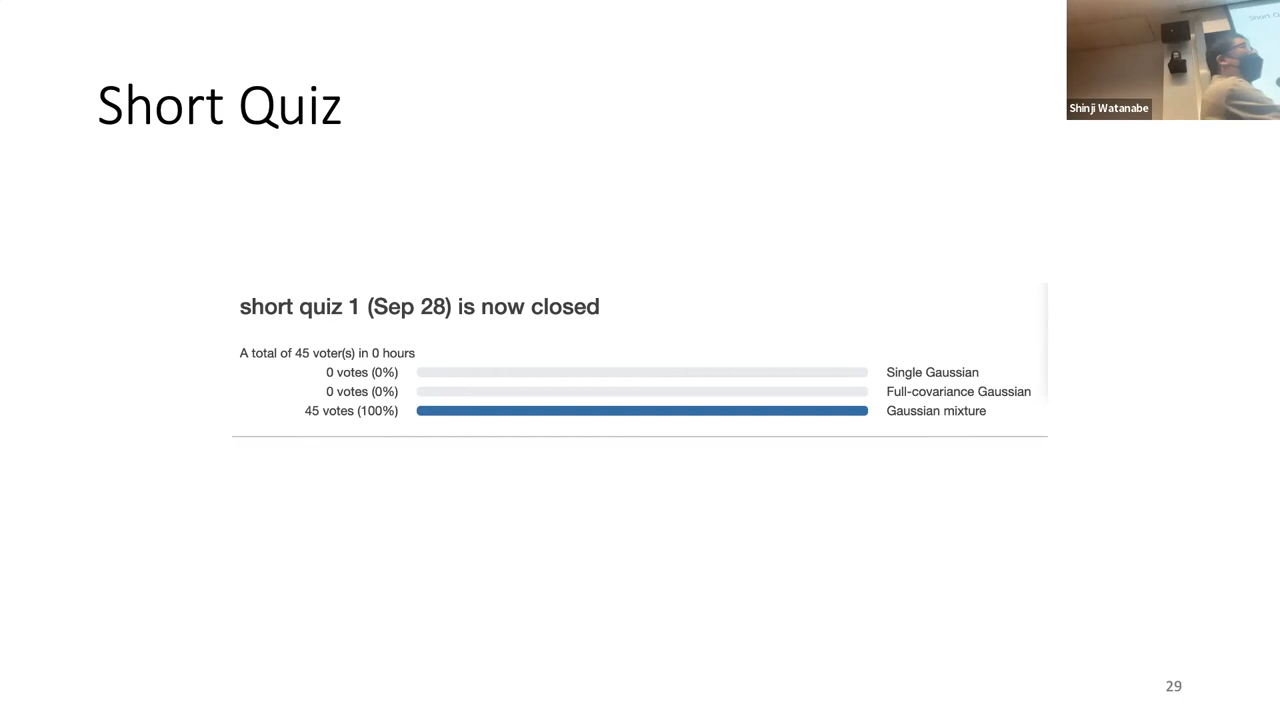 Short Quiz
Shinji Watanabe
short quiz 1 (Sep 28) is now closed
A total of 45 voter(s) in 0 hours
0 votes (0%) Single Gaussian
0 votes (0%) Full-covariance Gaussian
45 votes (100%) Gaussian mixture
29